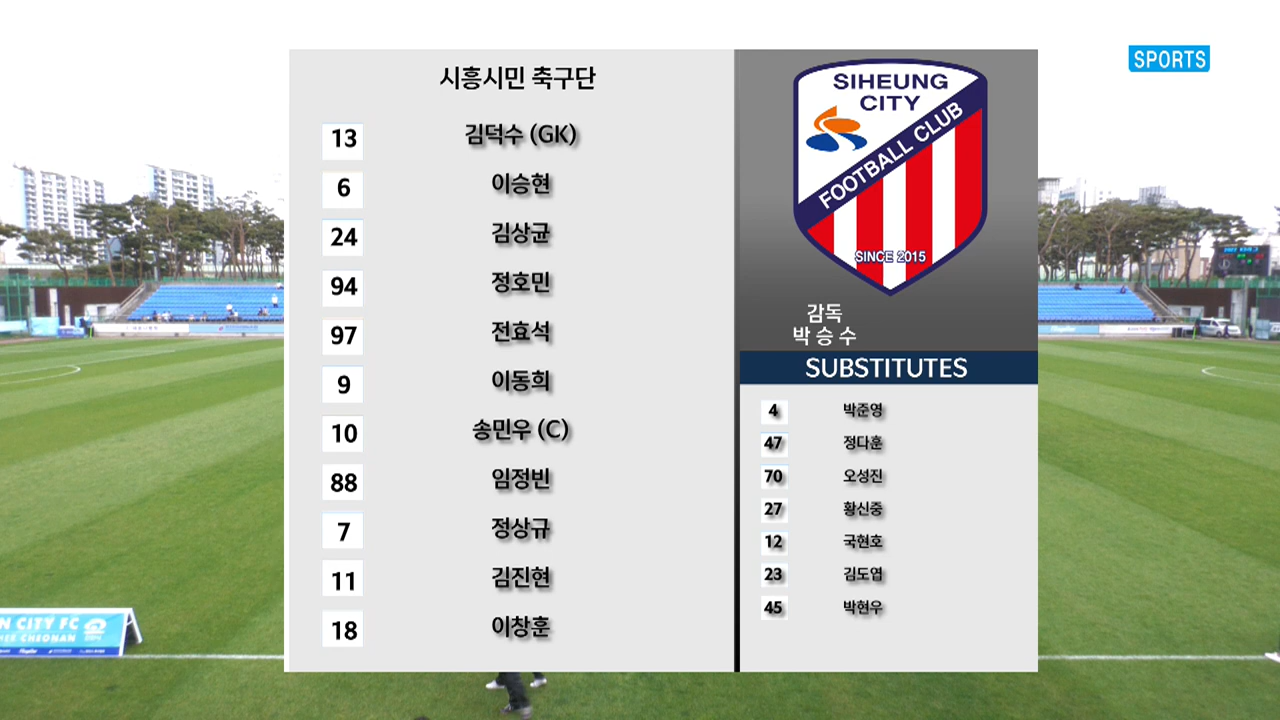 SPORTS
시흥시민 축구단
13 김덕수 (GK)
6 이승현
24 김상균
94 정호민
97 전효석
9 이동희
10 송민우 (C)
88 임정빈
7 정상규
11 김진현
18 이창훈
SIHEUNG
CITY
FOOTBALL CLUB
SINCE 2015
감독
박 승 수
SUBSTITUTES
4 박준영
47 정다훈
70 오성진
27 황신중
12 국현호
23 김도엽
45 박현우
N CITY FC
CHEONAN